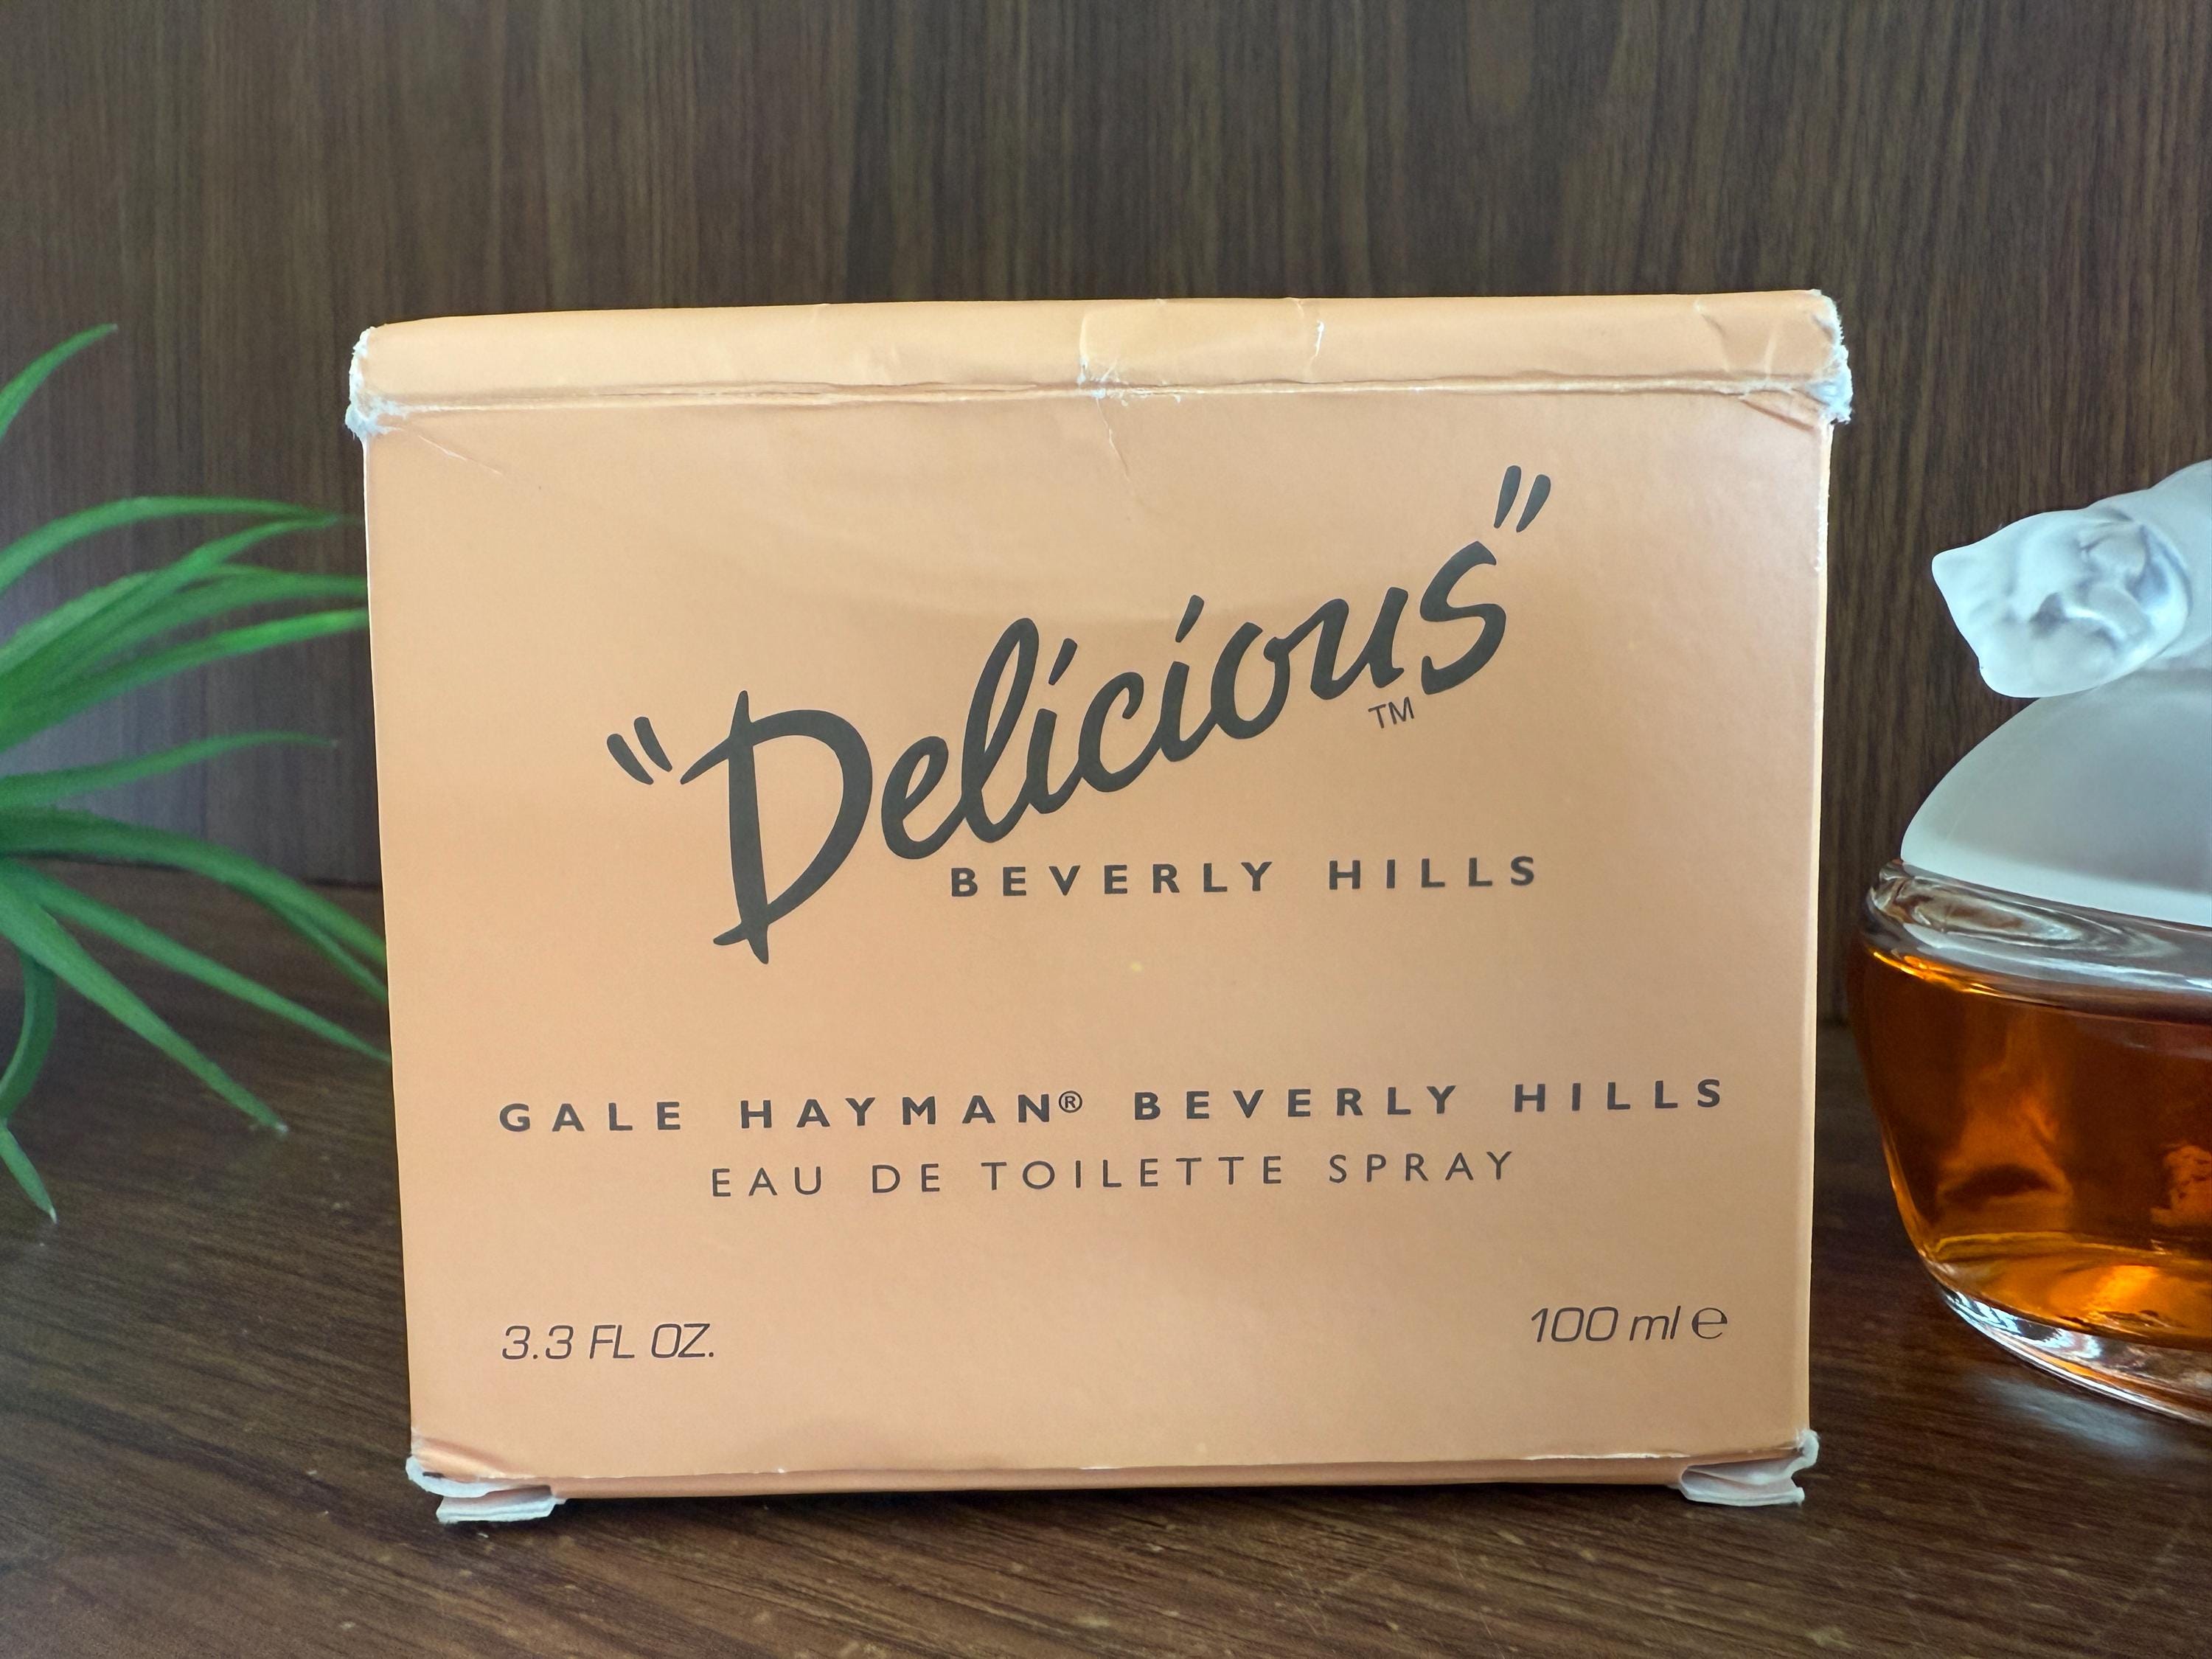 "Delicious"™
BEVERLY HILLS
GALE HAYMAN® BEVERLY HILLS
EAU DE TOILETTE SPRAY
3.3 FL OZ. 100 ml ℮